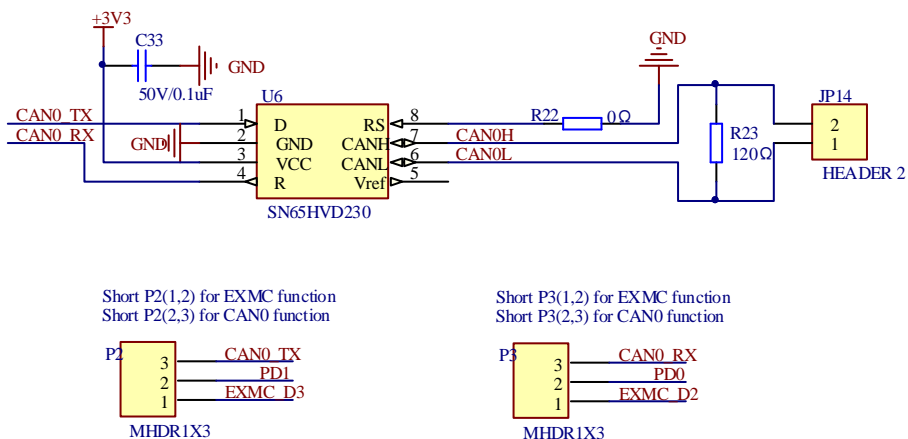 +3V3
C33
GND
GND
50V/0.1uF
U6
JP14
CAN0_TX
1
D
RS
8
R22
0Ω
CAN0_RX
GND
2
GND
CANH
7
CAN0H
2
R23
3
VCC
CANL
6
CAN0L
1
120Ω
4
R
Vref
5
HEADER 2
SN65HVD230
Short P2(1,2) for EXMC function
Short P2(2,3) for CAN0 function
Short P3(1,2) for EXMC function
Short P3(2,3) for CAN0 function
P2
3
CAN0_TX
2
PD1
1
EXMC_D3
MHDR1X3
P3
3
CAN0_RX
2
PD0
1
EXMC_D2
MHDR1X3